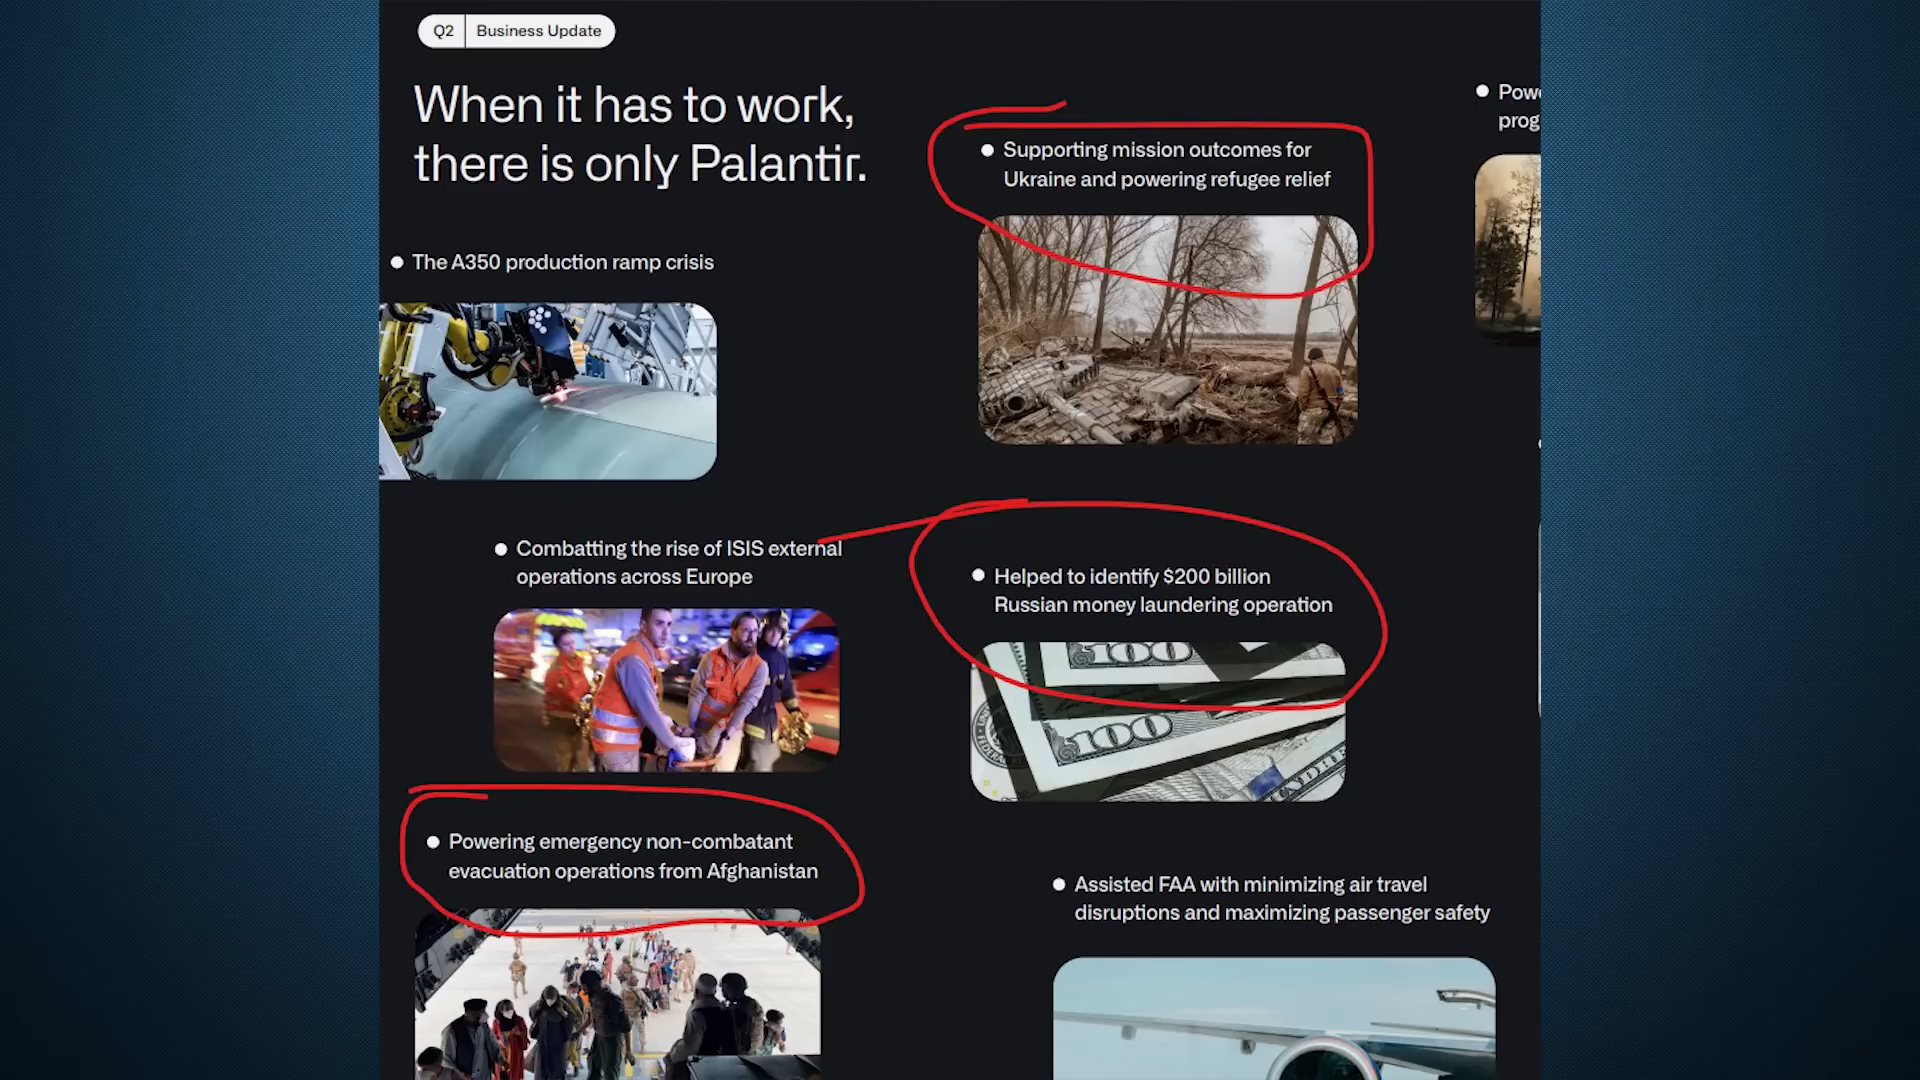 Q2 Business Update
When it has to work,
there is only Palantir.
The A350 production ramp crisis
Supporting mission outcomes for
Ukraine and powering refugee relief
Combatting the rise of ISIS external
operations across Europe
Helped to identify $200 billion
Russian money laundering operation
100
100
Powering emergency non-combatant
evacuation operations from Afghanistan
Assisted FAA with minimizing air travel
disruptions and maximizing passenger safety